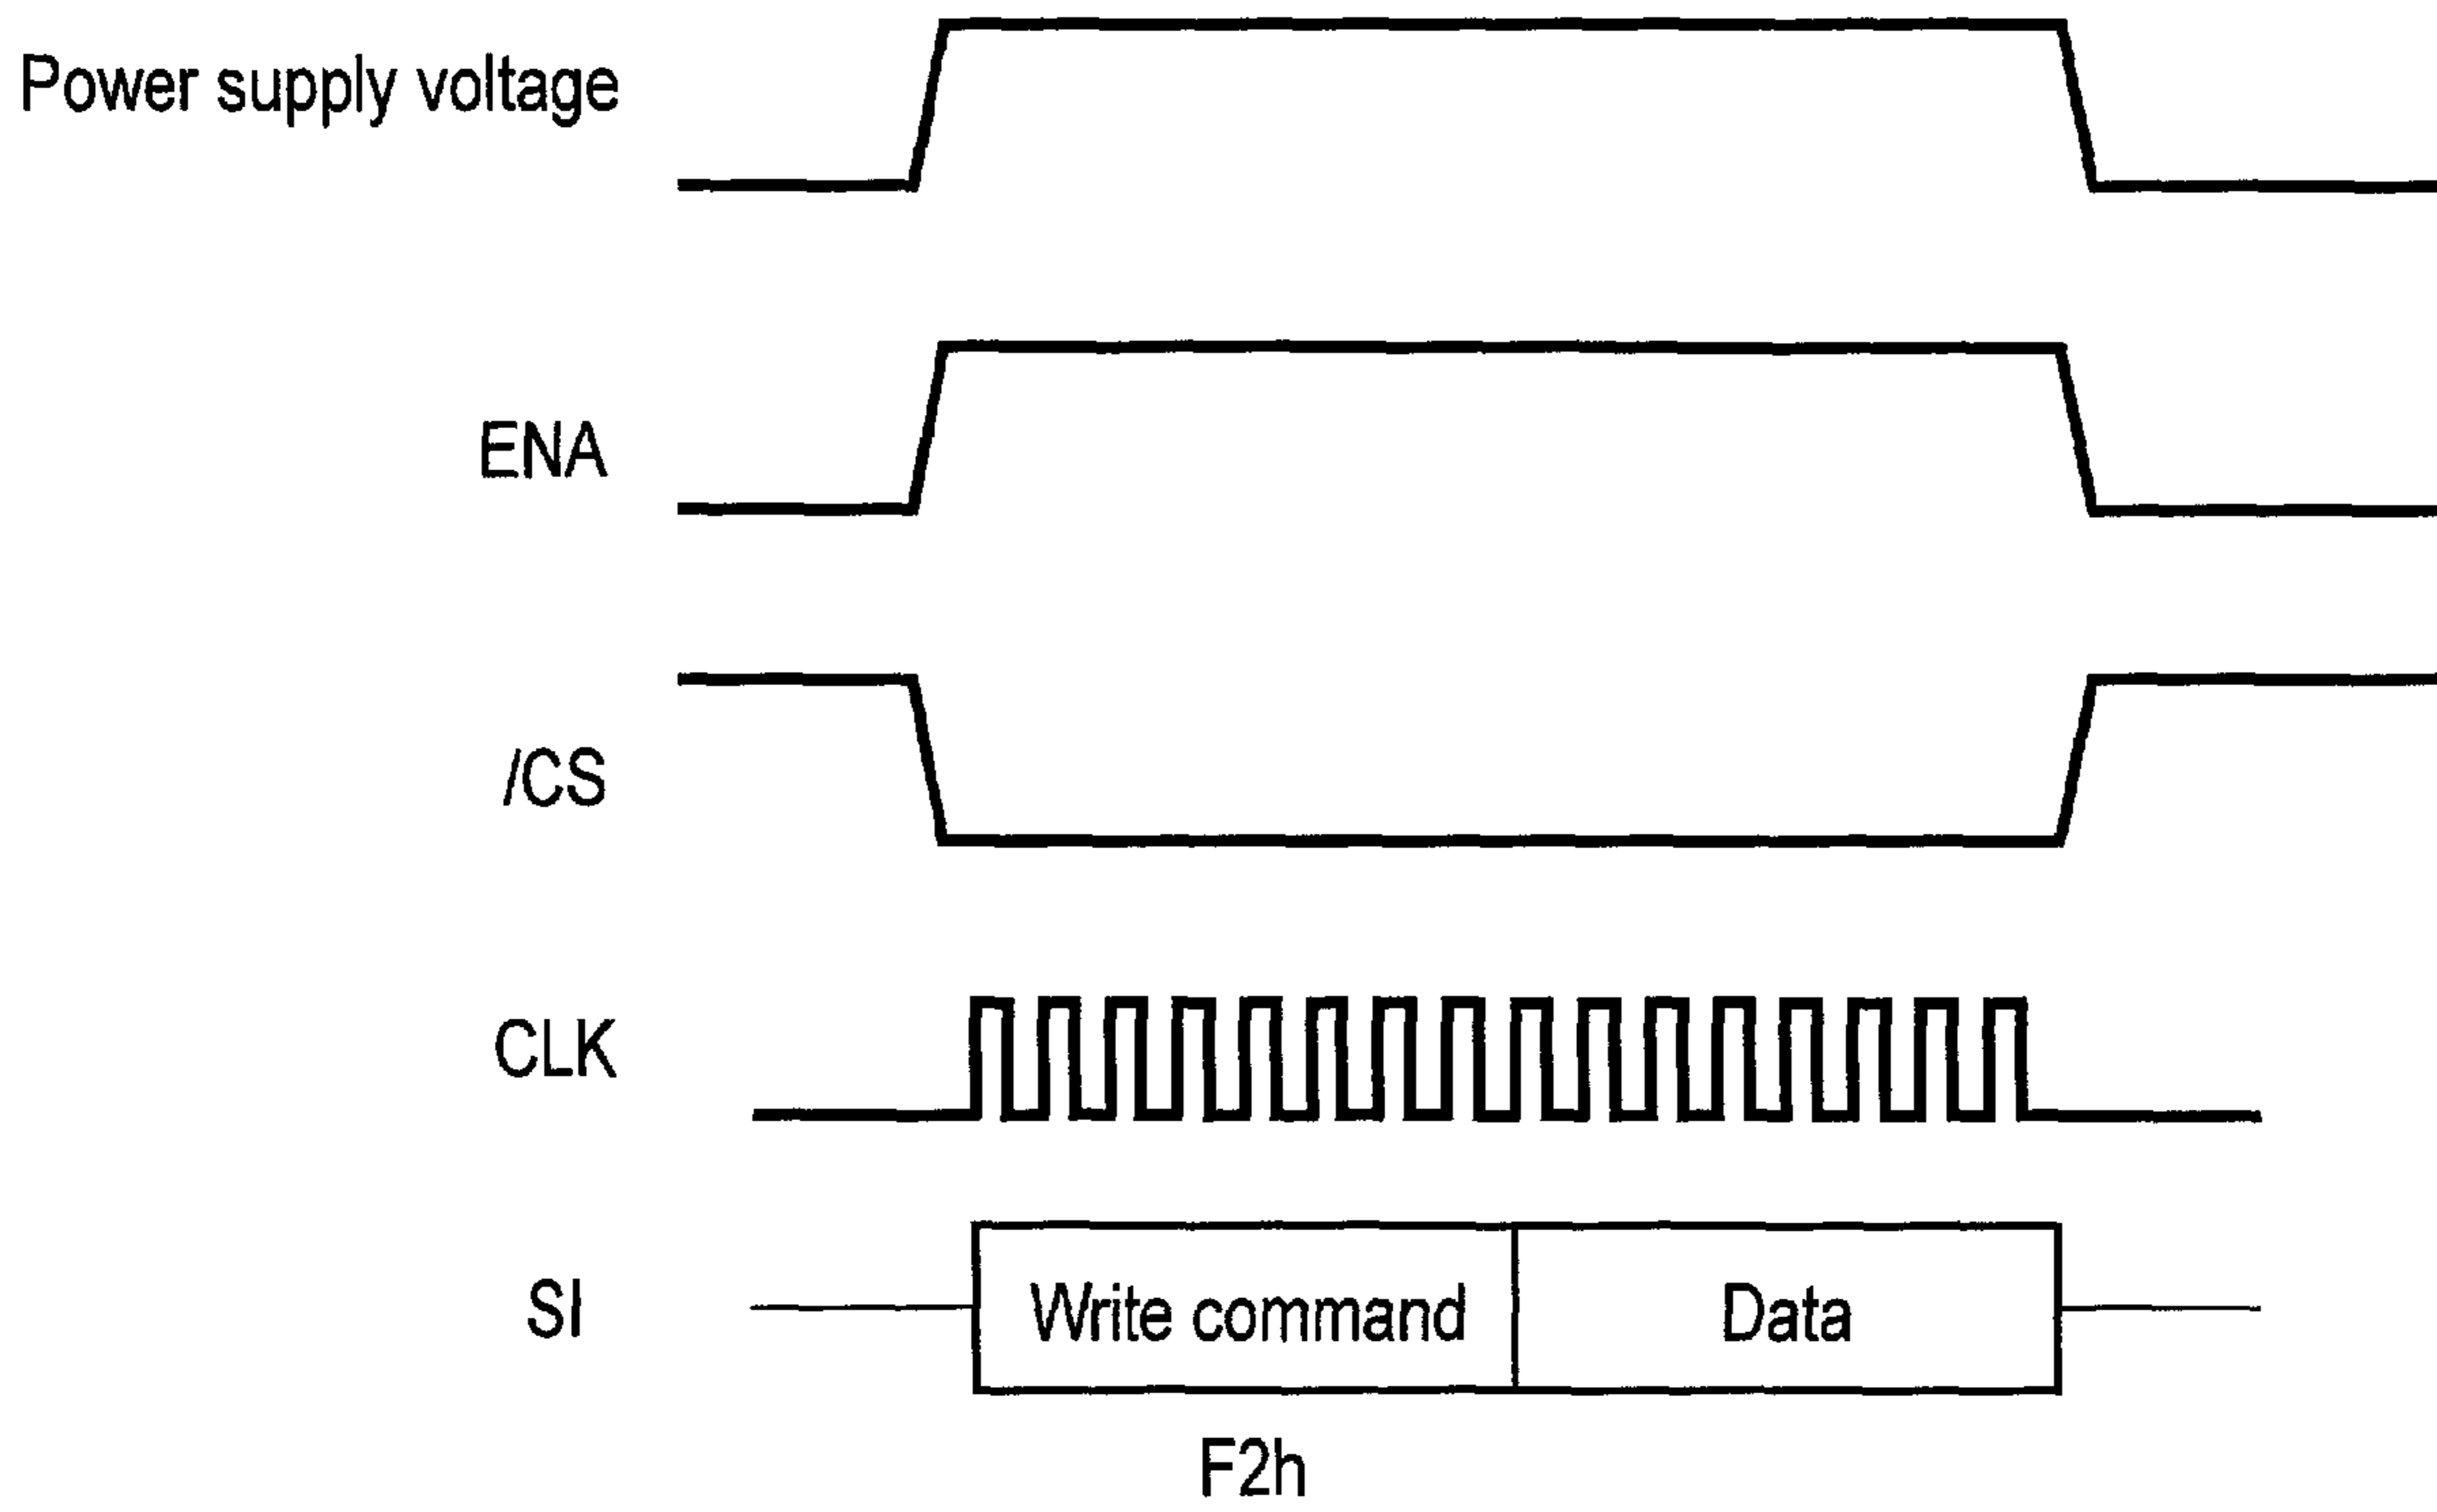 Power supply voltage
ENA
/CS
CLK
SI
Write command
Data
F2h